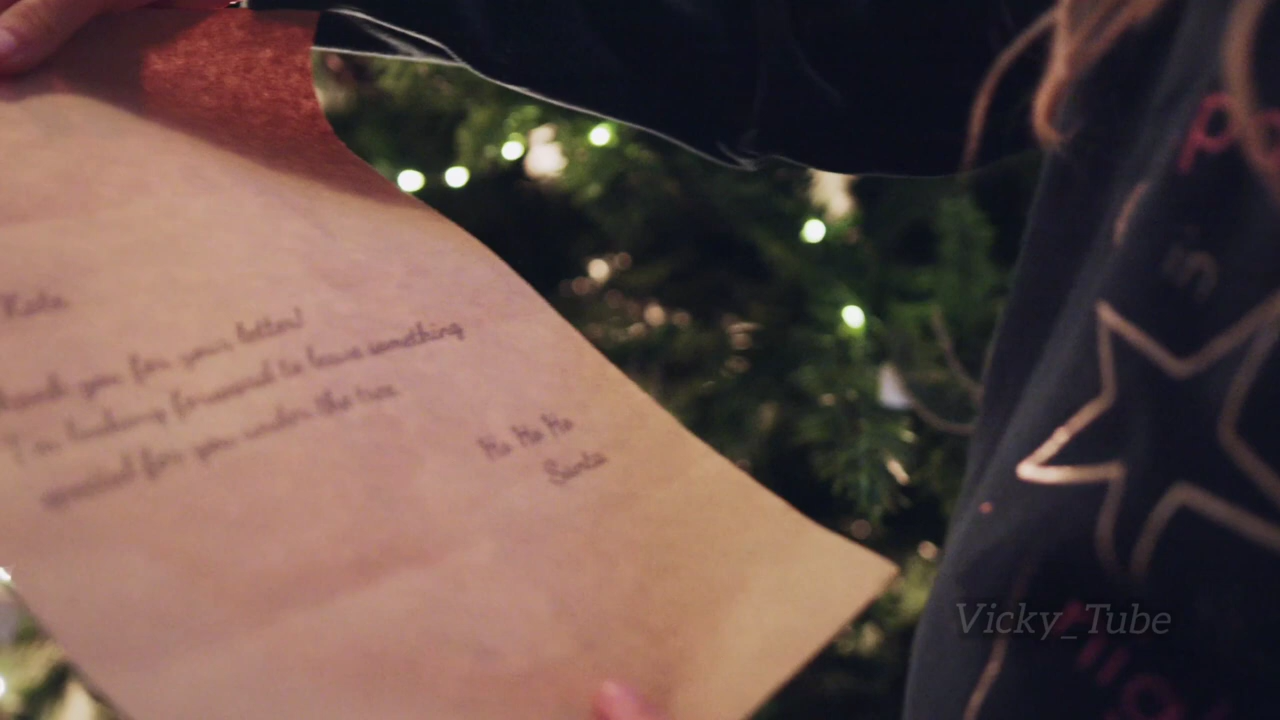 Kate
Thank you for your letter!
I'm looking forward to leave something
special for you under the tree
Ho Ho Ho
Santa
in
Vicky_Tube